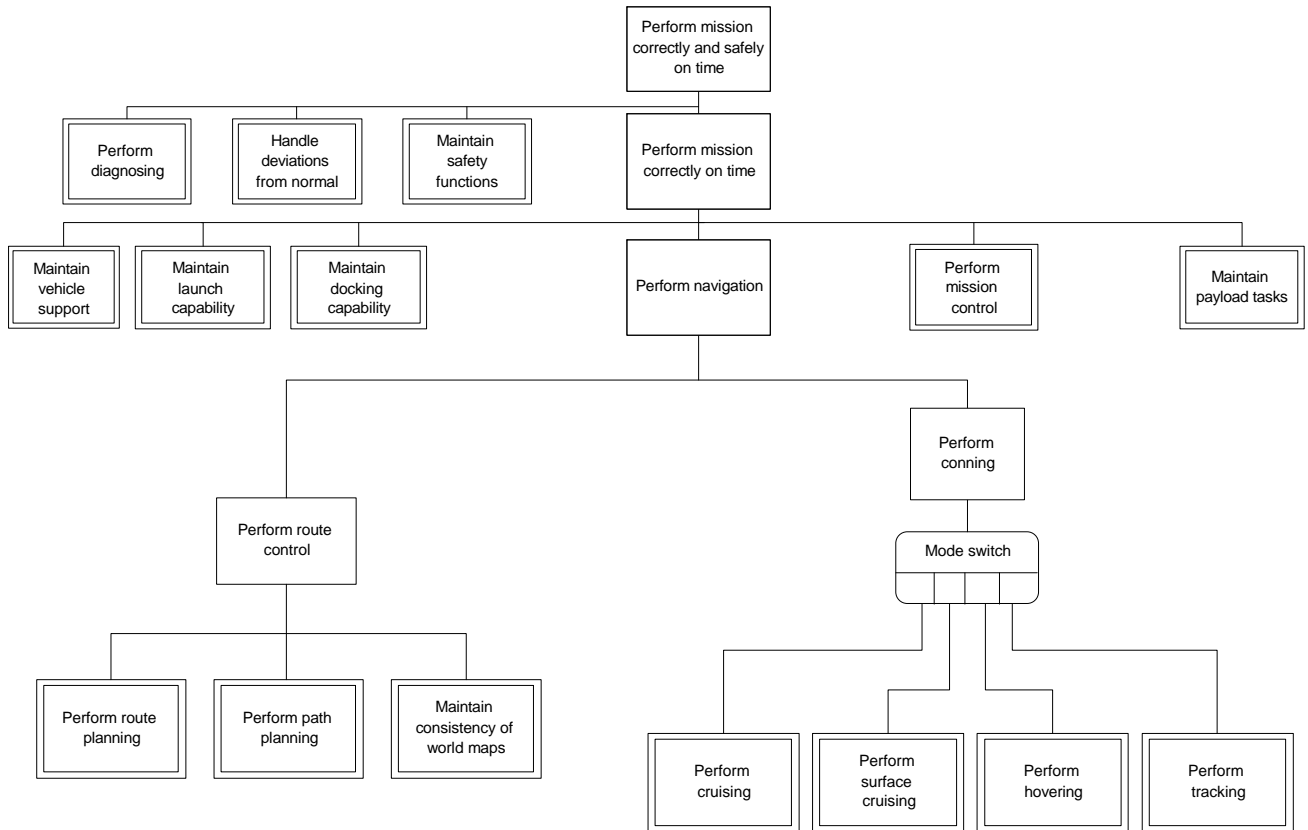 Perform mission
correctly and safely
on time
Perform
diagnosing
Handle
deviations
from normal
Maintain
safety
functions
Perform mission
correctly on time
Maintain
vehicle
support
Maintain
launch
capability
Maintain
docking
capability
Perform navigation
Perform
mission
control
Maintain
payload tasks
Perform route
control
Perform
conning
Mode switch
Perform route
planning
Perform path
planning
Maintain
consistency of
world maps
Perform
cruising
Perform
surface
cruising
Perform
hovering
Perform
tracking